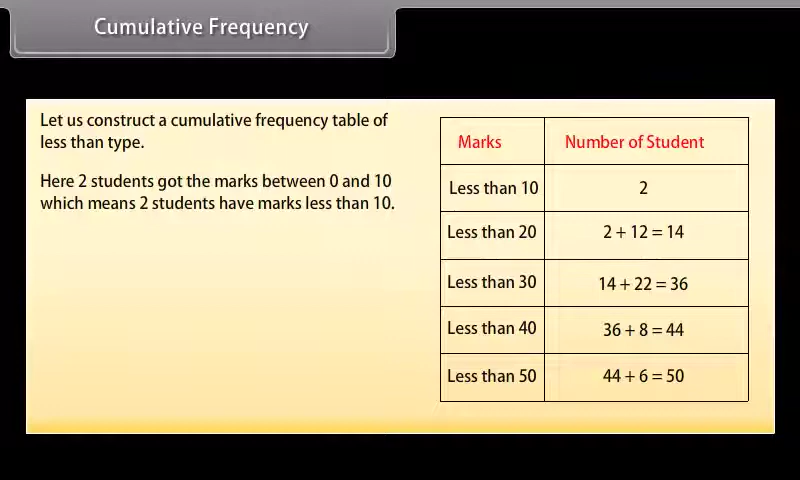 Cumulative Frequency
Let us construct a cumulative frequency table of
less than type.
Here 2 students got the marks between 0 and 10
which means 2 students have marks less than 10.
Marks Number of Student
Less than 10 2
Less than 20 2 + 12 = 14
Less than 30 14 + 22 = 36
Less than 40 36 + 8 = 44
Less than 50 44 + 6 = 50